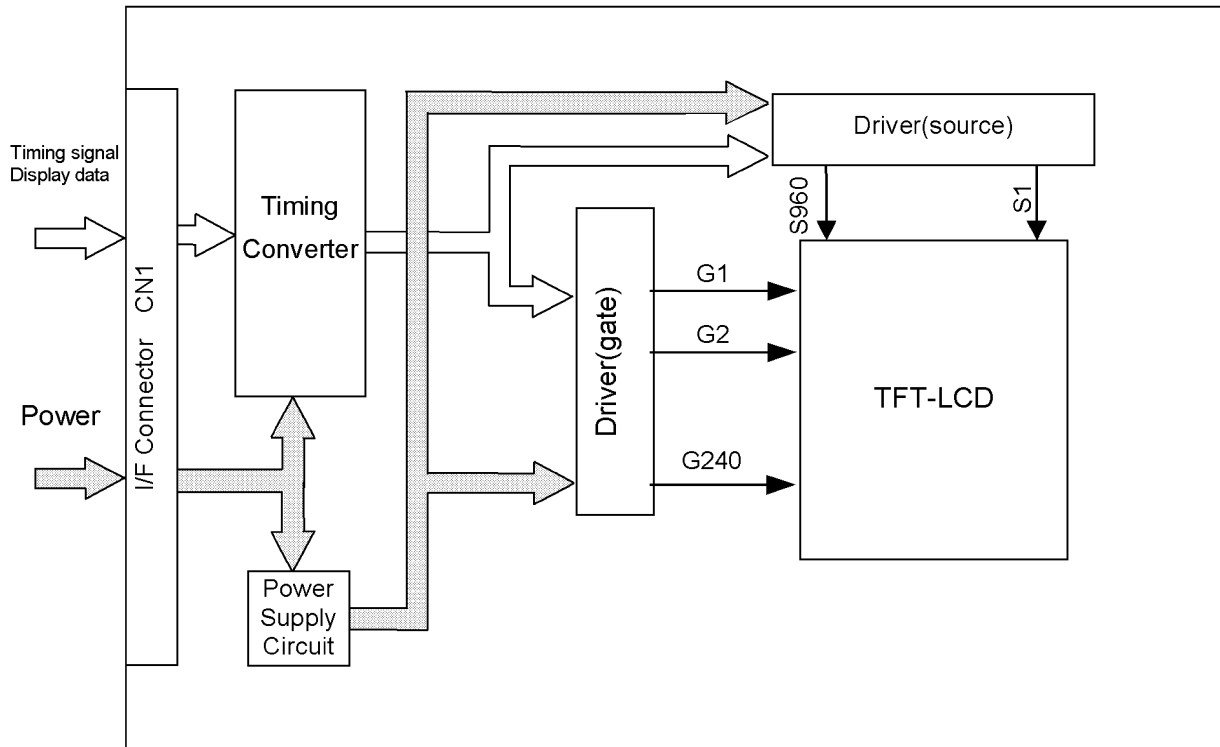 Timing signal
Display data
Power
I/F Connector CN1
Timing
Converter
Power
Supply
Circuit
Driver(source)
S960
S1
Driver(gate)
G1
G2
G240
TFT-LCD